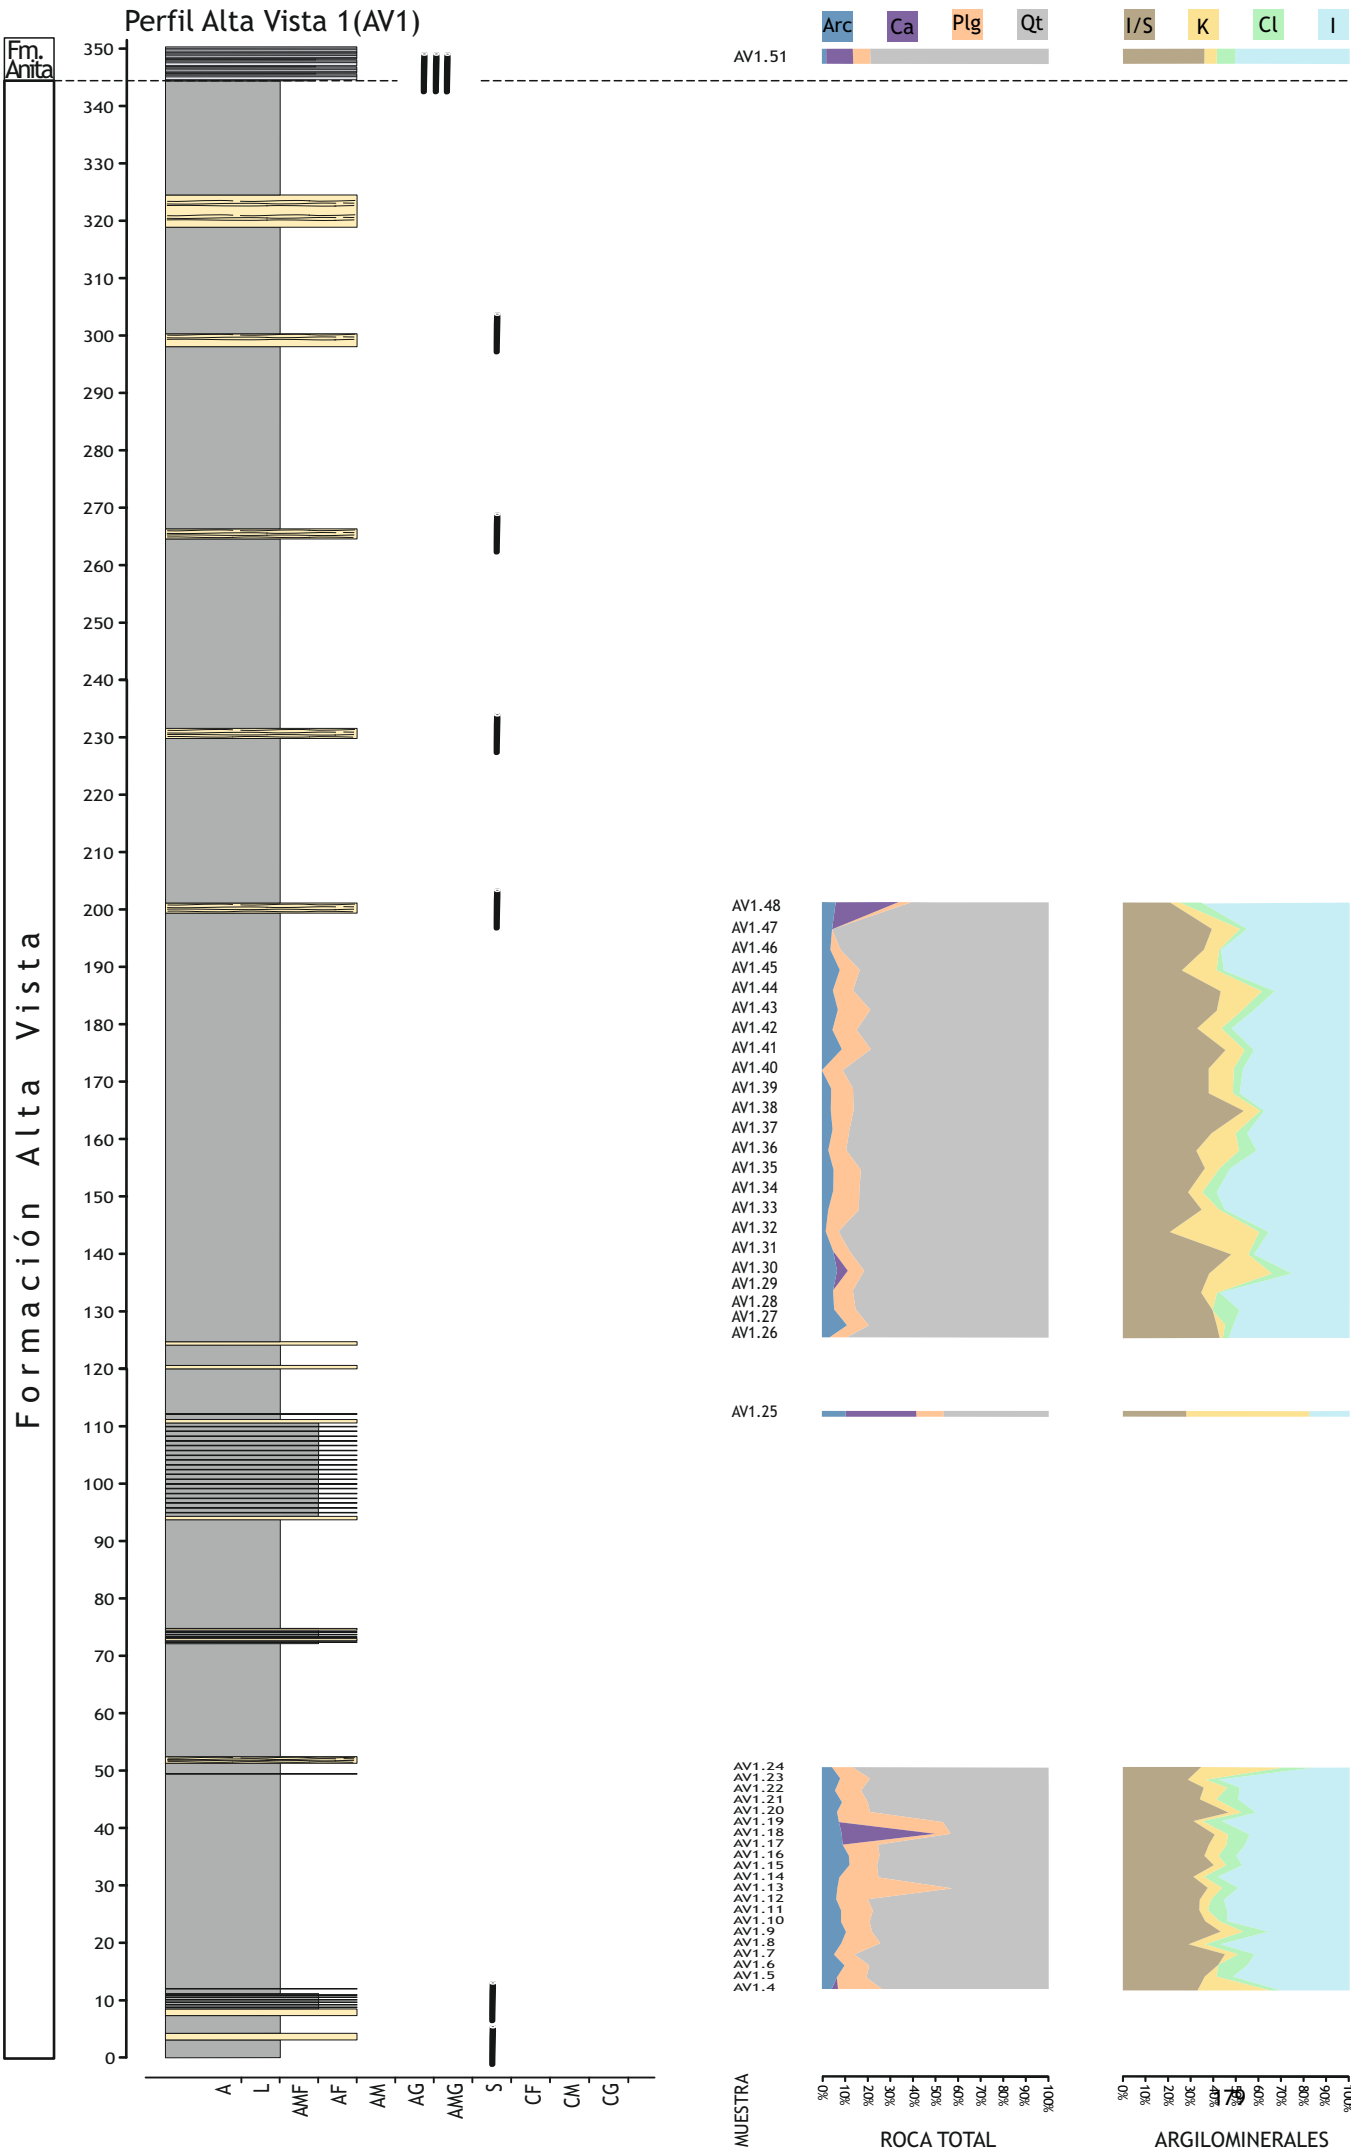 Perfil Alta Vista 1(AV1)
Arc Ca Plg Qt
I/S K Cl I
Fm.
Anita
Formación Alta Vista
350
340
330
320
310
300
290
280
270
260
250
240
230
220
210
200
190
180
170
160
150
140
130
120
110
100
90
80
70
60
50
40
30
20
10
0
A L AMF AF AM AG AMG S CF CM CG
AV1.51
AV1.48
AV1.47
AV1.46
AV1.45
AV1.44
AV1.43
AV1.42
AV1.41
AV1.40
AV1.39
AV1.38
AV1.37
AV1.36
AV1.35
AV1.34
AV1.33
AV1.32
AV1.31
AV1.30
AV1.29
AV1.28
AV1.27
AV1.26
AV1.25
AV1.24
AV1.23
AV1.22
AV1.21
AV1.20
AV1.19
AV1.18
AV1.17
AV1.16
AV1.15
AV1.14
AV1.13
AV1.12
AV1.11
AV1.10
AV1.9
AV1.8
AV1.7
AV1.6
AV1.5
AV1.4
MUESTRA
0% 10% 20% 30% 40% 50% 60% 70% 80% 90% 100%
ROCA TOTAL
0% 10% 20% 30% 40% 50% 60% 70% 80% 90% 100%
179
ARGILOMINERALES